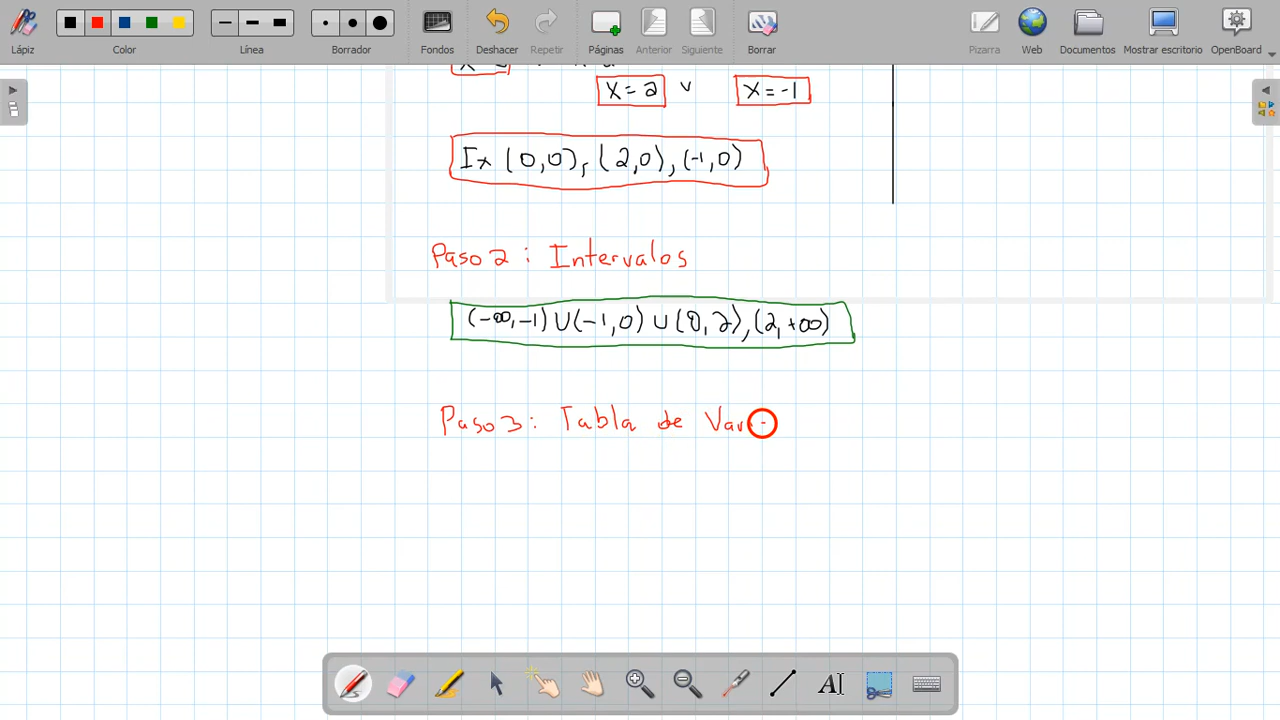 Lápiz Color Línea Borrador Fondos Deshacer Repetir Páginas Anterior Siguiente Borrar Pizarra Web Documentos Mostrar escritorio OpenBoard
x=2 v x=-1
Ix (0,0), (2,0), (-1,0)
Paso 2: Intervalos
(-∞,-1) U (-1,0) U (0,2), (2,+∞)
Paso 3: Tabla de Var